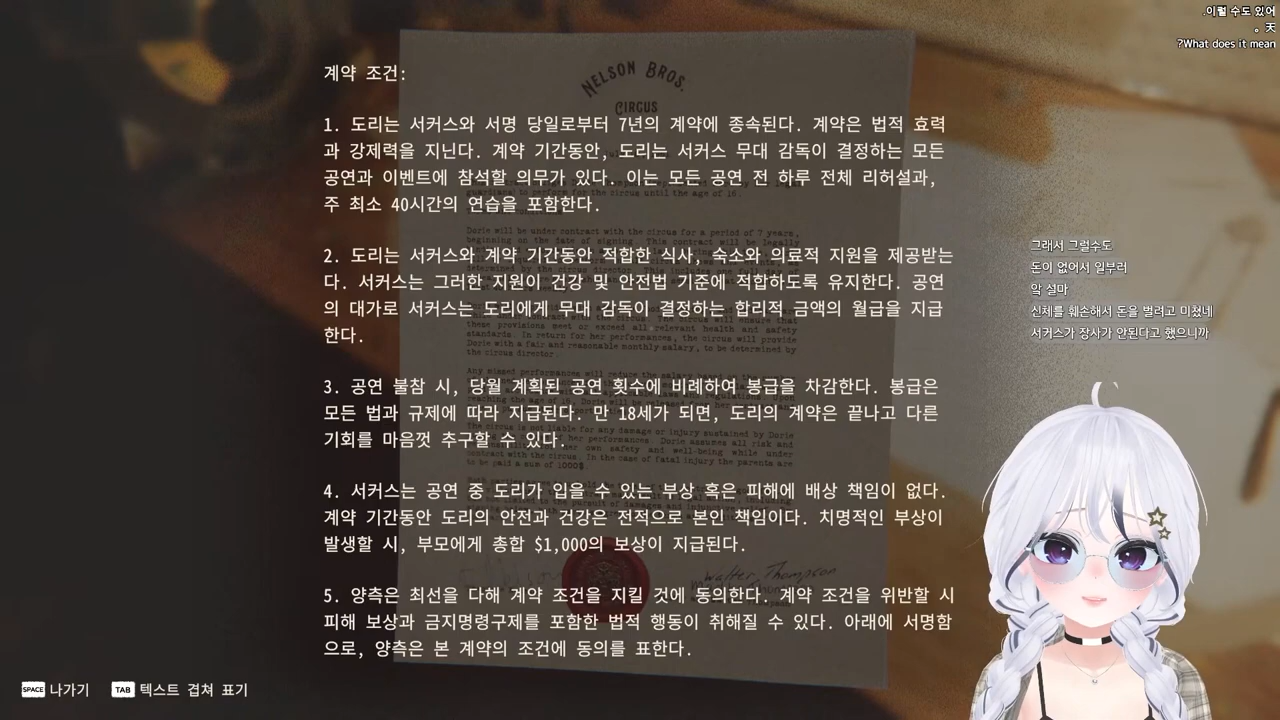 .이럴 수도 있어
。天
?What does it mean
NELSON BROS.
CIRCUS
계약 조건:
1. 도리는 서커스와 서명 당일로부터 7년의 계약에 종속된다. 계약은 법적 효력
과 강제력을 지닌다. 계약 기간동안, 도리는 서커스 무대 감독이 결정하는 모든
공연과 이벤트에 참석할 의무가 있다. 이는 모든 공연 전 하루 전체 리허설과,
주 최소 40시간의 연습을 포함한다.
2. 도리는 서커스와 계약 기간동안 적합한 식사, 숙소와 의료적 지원을 제공받는
다. 서커스는 그러한 지원이 건강 및 안전법 기준에 적합하도록 유지한다. 공연
의 대가로 서커스는 도리에게 무대 감독이 결정하는 합리적 금액의 월급을 지급
한다.
3. 공연 불참 시, 당월 계획된 공연 횟수에 비례하여 봉급을 차감한다. 봉급은
모든 법과 규제에 따라 지급된다. 만 18세가 되면, 도리의 계약은 끝나고 다른
기회를 마음껏 추구할 수 있다.
4. 서커스는 공연 중 도리가 입을 수 있는 부상 혹은 피해에 배상 책임이 없다.
계약 기간동안 도리의 안전과 건강은 전적으로 본인 책임이다. 치명적인 부상이
발생할 시, 부모에게 총합 $1,000의 보상이 지급된다.
5. 양측은 최선을 다해 계약 조건을 지킬 것에 동의한다. 계약 조건을 위반할 시
피해 보상과 금지명령구제를 포함한 법적 행동이 취해질 수 있다. 아래에 서명함
으로, 양측은 본 계약의 조건에 동의를 표한다.
Walter Thompson
그래서 그럴수도
돈이 없어서 일부러
악 설마
신체를 훼손해서 돈을 벌려고 미쳤네
서커스가 장사가 안된다고 했으니까
SPACE 나가기 TAB 텍스트 겹쳐 표기